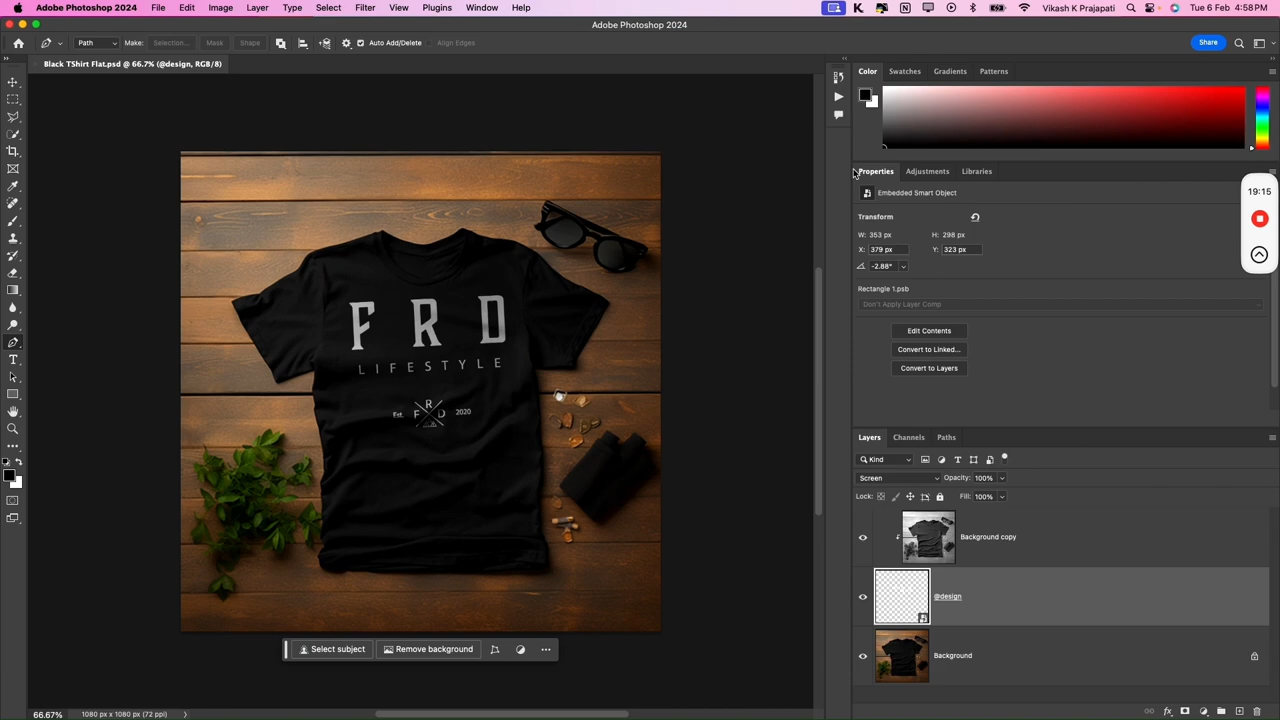 Photoshop File Edit Image Layer Type Select Filter View Plugins Window Help Vikash K Prajapati Tue 6 Feb 4:58 PM
Adobe Photoshop 2024
Path Make: Selection... Mask Shape Auto Add/Delete Align Edges Share
Black TShirt Flat.psd @ 66.7% (@design, RGB/8)
Color Swatches Gradients Patterns
Properties Adjustments Libraries
Embedded Smart Object
19:15
Transform
W: 353 px H: 298 px
X: 379 px Y: 323 px
-2.88°
Rectangle 1.psb
Don't Apply Layer Comp
Edit Contents
Convert to Linked...
Convert to Layers
F R D
LIFESTYLE
R
Est. F D 2020
Layers Channels Paths
Kind
Screen Opacity: 100%
Lock: Fill: 100%
Background copy
@design
Background
Select subject Remove background
66.67% 1080 px x 1080 px (72 ppi)